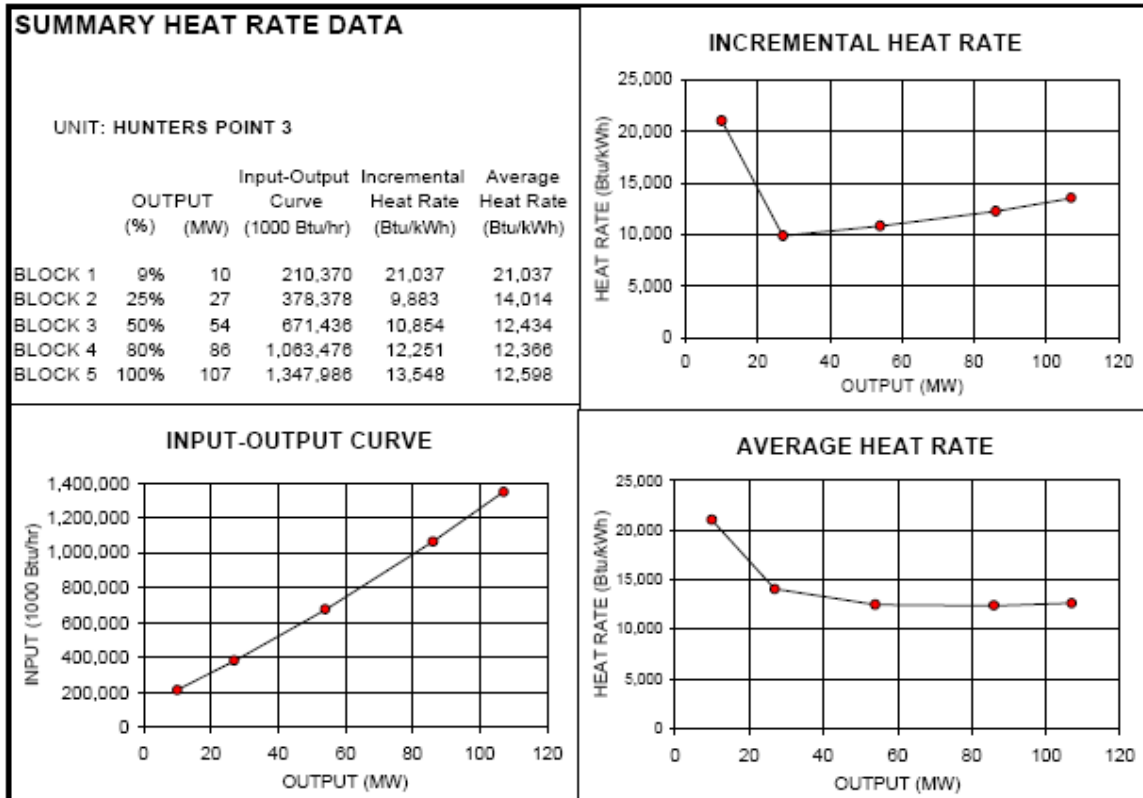 SUMMARY HEAT RATE DATA
UNIT: HUNTERS POINT 3
Input-Output Incremental Average
OUTPUT Curve Heat Rate Heat Rate
(%) (MW) (1000 Btu/hr) (Btu/kWh) (Btu/kWh)
BLOCK 1 9% 10 210,370 21,037 21,037
BLOCK 2 25% 27 378,378 9,883 14,014
BLOCK 3 50% 54 671,436 10,854 12,434
BLOCK 4 80% 86 1,063,476 12,251 12,366
BLOCK 5 100% 107 1,347,986 13,548 12,598
INCREMENTAL HEAT RATE
HEAT RATE (Btu/kWh)
25,000
20,000
15,000
10,000
5,000
0
0 20 40 60 80 100 120
OUTPUT (MW)
INPUT-OUTPUT CURVE
INPUT (1000 Btu/hr)
1,400,000
1,200,000
1,000,000
800,000
600,000
400,000
200,000
0
0 20 40 60 80 100 120
OUTPUT (MW)
AVERAGE HEAT RATE
HEAT RATE (Btu/kWh)
25,000
20,000
15,000
10,000
5,000
0
0 20 40 60 80 100 120
OUTPUT (MW)